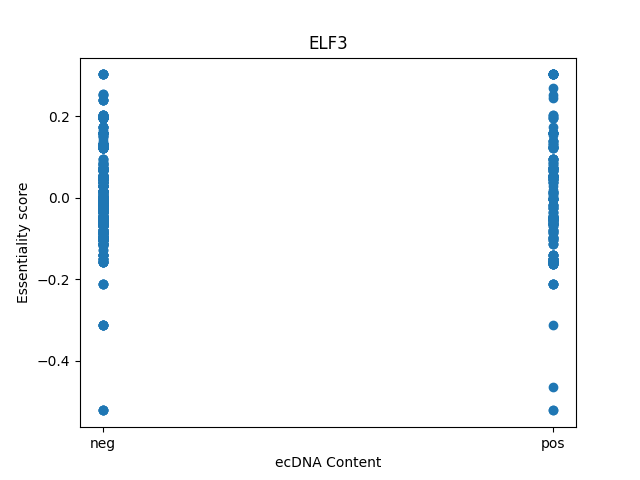 ELF3
Essentiality score
0.2
0.0
−0.2
−0.4
neg
pos
ecDNA Content